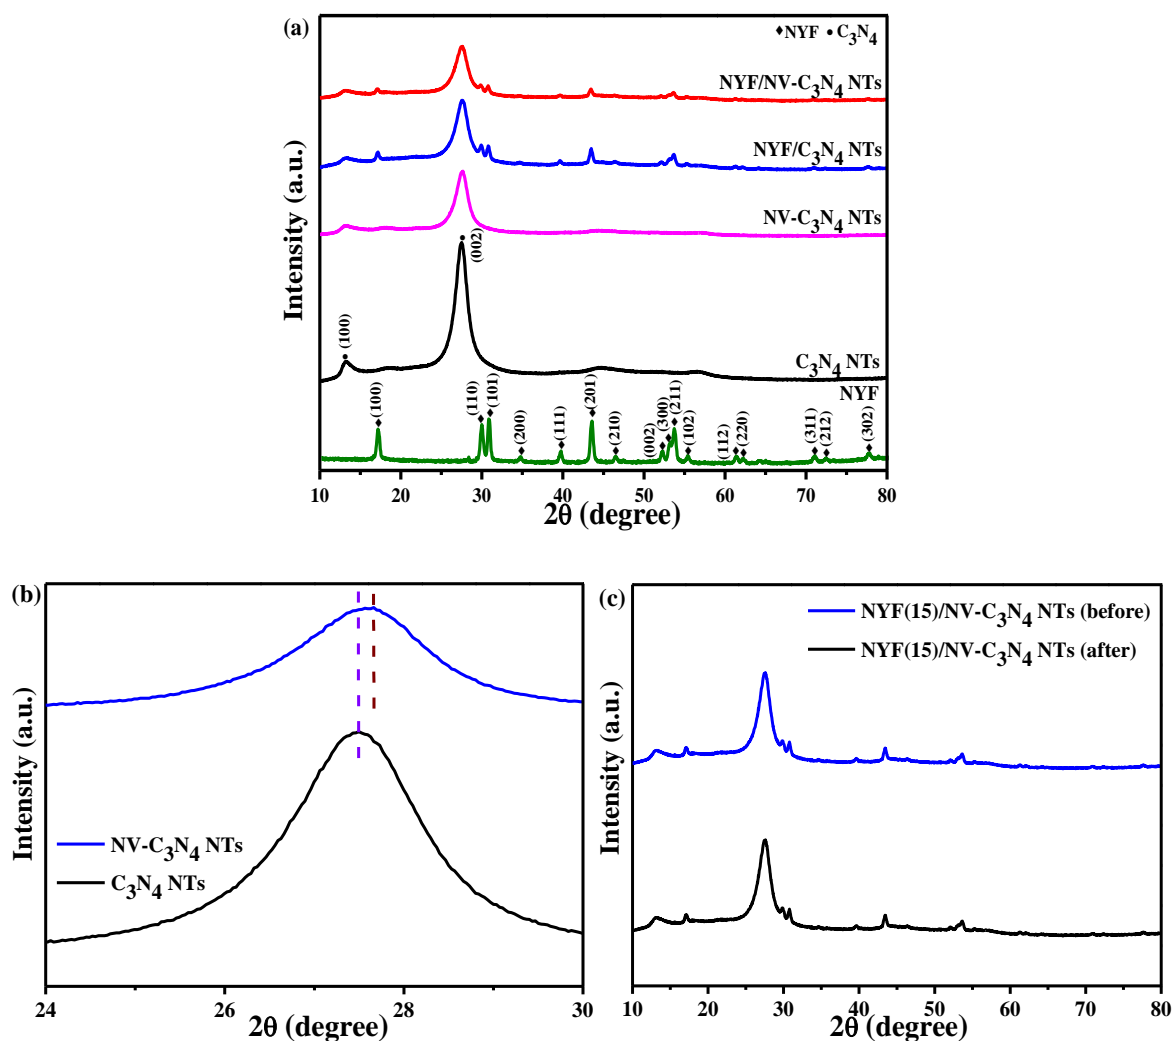 (a)
♦NYF •C3N4
NYF/NV-C3N4 NTs
NYF/C3N4 NTs
NV-C3N4 NTs
(002)
(100)
C3N4 NTs
NYF
(100)
(110)
(101)
(200)
(111)
(201)
(210)
(002)
(300)
(211)
(102)
(112)
(220)
(311)
(212)
(302)
Intensity (a.u.)
10 20 30 40 50 60 70 80
2θ (degree)
(b)
NV-C3N4 NTs
C3N4 NTs
Intensity (a.u.)
24 26 28 30
2θ (degree)
(c)
NYF(15)/NV-C3N4 NTs (before)
NYF(15)/NV-C3N4 NTs (after)
Intensity (a.u.)
10 20 30 40 50 60 70 80
2θ (degree)